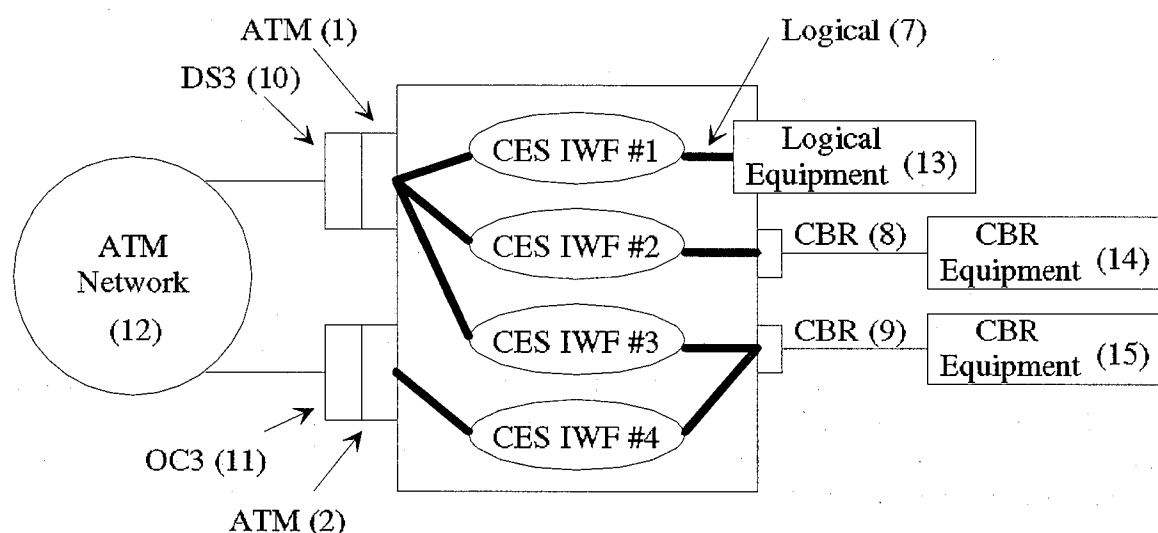 ATM (1)
Logical (7)
DS3 (10)
CES IWF #1
Logical
Equipment (13)
CES IWF #2
CBR (8)
CBR
Equipment (14)
ATM
Network
(12)
CES IWF #3
CBR (9)
CBR
Equipment (15)
CES IWF #4
OC3 (11)
ATM (2)